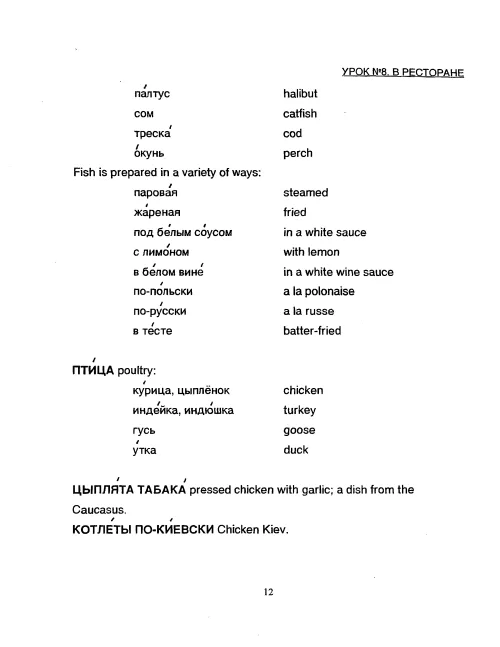 УРОК №8. В РЕСТОРАНЕ
па́лтус halibut
сом catfish
треска́ cod
о́кунь perch
Fish is prepared in a variety of ways:
парова́я steamed
жа́реная fried
под бе́лым со́усом in a white sauce
с лимо́ном with lemon
в бе́лом вине́ in a white wine sauce
по-по́льски a la polonaise
по-ру́сски a la russe
в те́сте batter-fried
ПТИ́ЦА poultry:
ку́рица, цыплёнок chicken
инде́йка, индю́шка turkey
гусь goose
у́тка duck
ЦЫПЛЯ́ТА ТАБАКА́ pressed chicken with garlic; a dish from the
Caucasus.
КОТЛЕ́ТЫ ПО-КИ́ЕВСКИ Chicken Kiev.
12